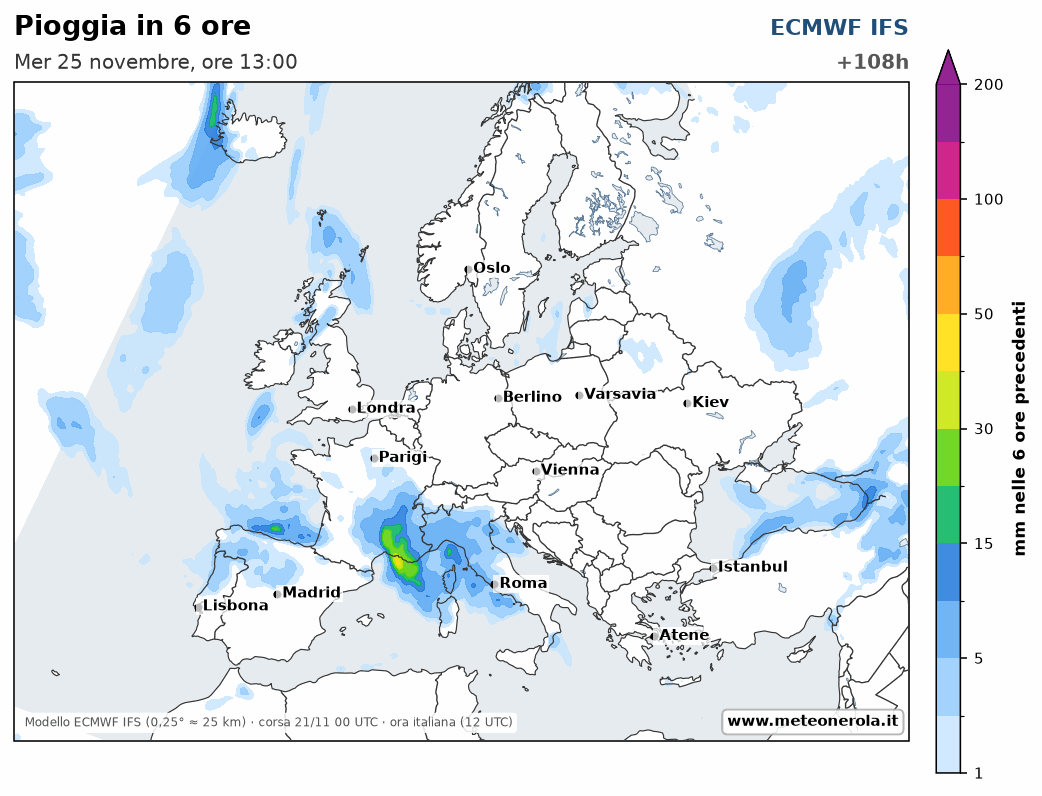 Pioggia in 6 ore
ECMWF IFS
Mer 25 novembre, ore 13:00
+108h
200
100
50
30
15
5
1
mm nelle 6 ore precedenti
Oslo
Berlino
Varsavia
Kiev
Londra
Parigi
Vienna
Istanbul
Roma
Madrid
Lisbona
Atene
Modello ECMWF IFS (0,25° ≈ 25 km) · corsa 21/11 00 UTC · ora italiana (12 UTC)
www.meteonerola.it